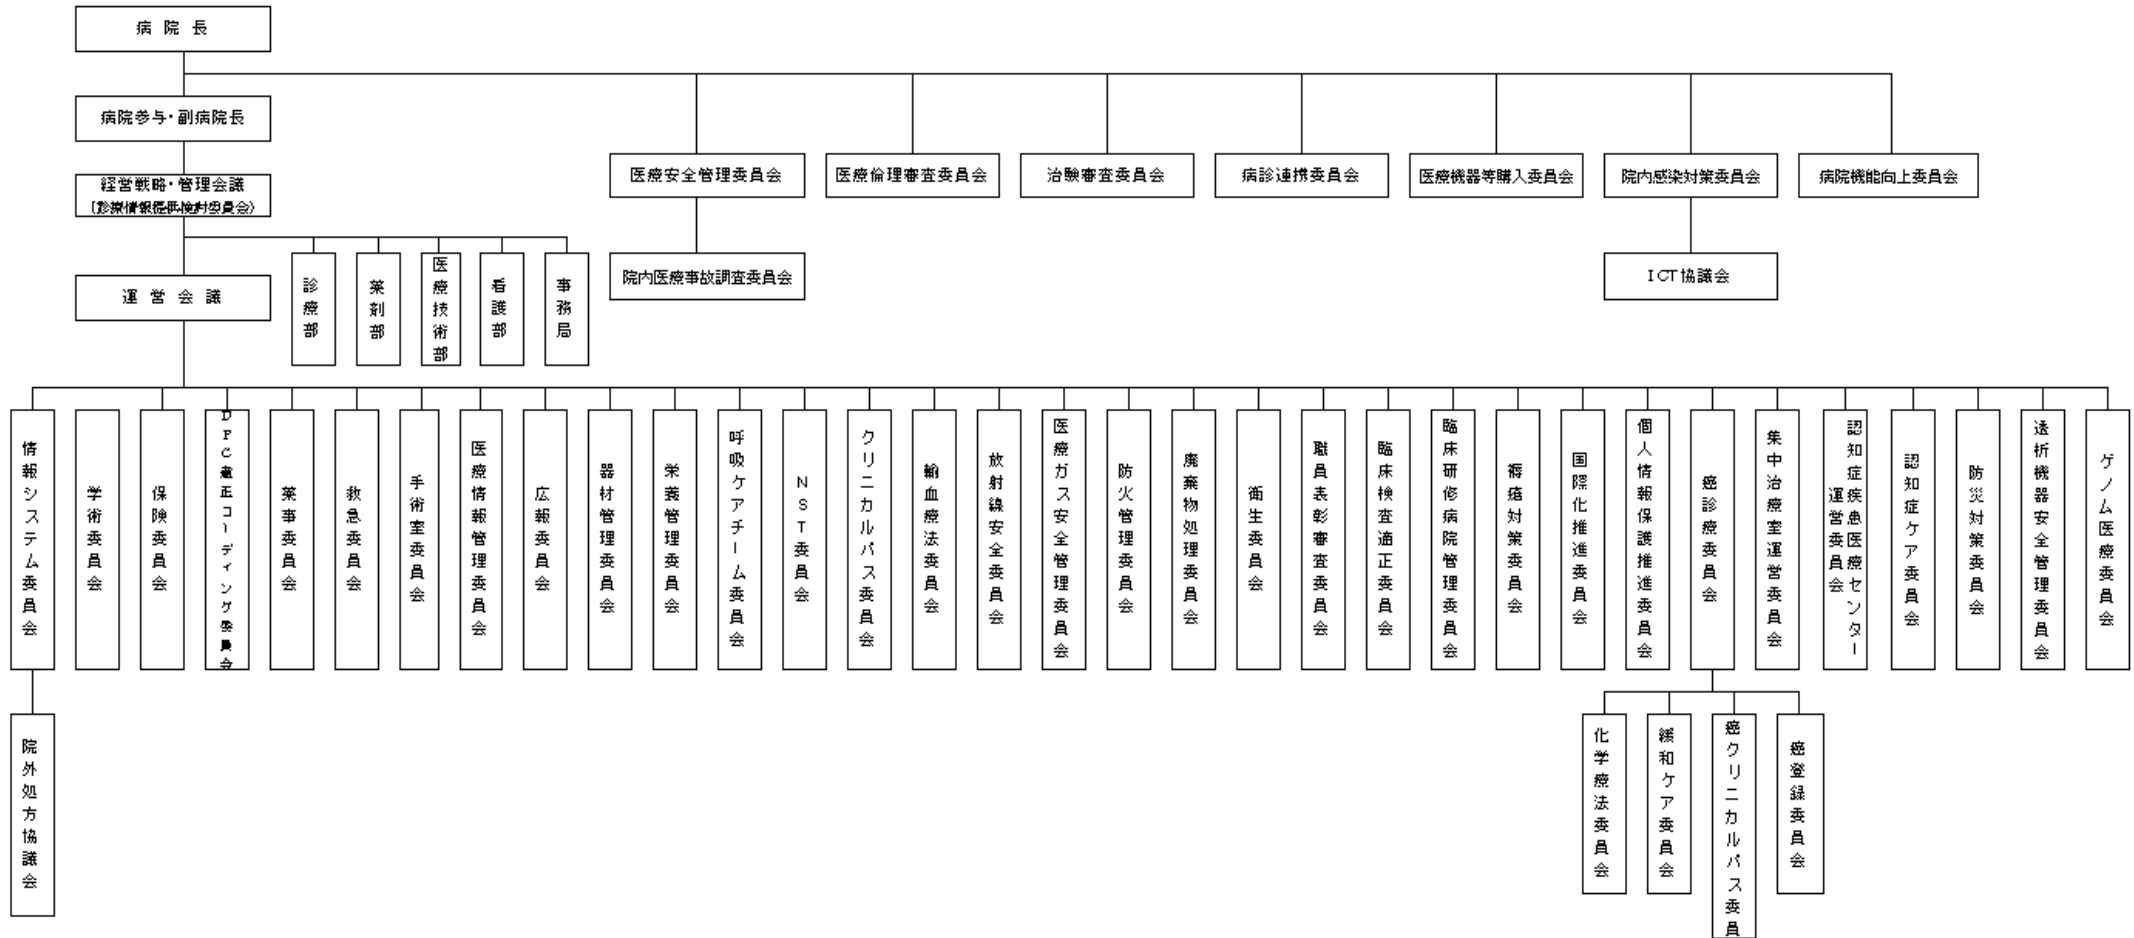 病院長
病院参与・副病院長
経営戦略・管理会議
(診療情報提供検討委員会)
運営会議
診療部
薬剤部
医療技術部
看護部
事務局
医療安全管理委員会
医療倫理審査委員会
治験審査委員会
病診連携委員会
医療機器等購入委員会
院内感染対策委員会
病院機能向上委員会
院内医療事故調査委員会
ICT協議会
情報システム委員会
学術委員会
保険委員会
DPC適正コーディング委員会
薬事委員会
救急委員会
手術室委員会
医療情報管理委員会
広報委員会
器材管理委員会
栄養管理委員会
呼吸ケアチーム委員会
NST委員会
クリニカルパス委員会
輸血療法委員会
放射線安全委員会
医療ガス安全管理委員会
防火管理委員会
廃棄物処理委員会
衛生委員会
職員表彰審査委員会
臨床検査適正委員会
臨床研修病院管理委員会
褥瘡対策委員会
国際化推進委員会
個人情報保護推進委員会
癌診療委員会
集中治療室運営委員会
認知症疾患医療センター
運営委員会
認知症ケア委員会
防災対策委員会
透析機器安全管理委員会
ゲノム医療委員会
院外処方協議会
化学療法委員会
緩和ケア委員会
癌クリニカルパス委員
癌登録委員会